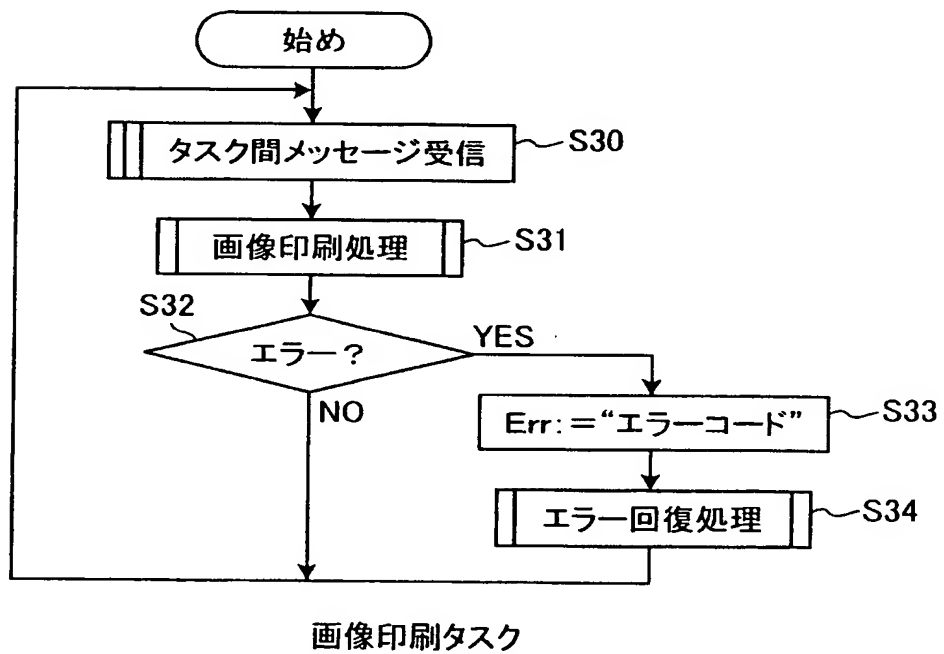 始め
タスク間メッセージ受信
S30
画像印刷処理
S31
S32
エラー?
YES
NO
Err:=“エラーコード”
S33
エラー回復処理
S34
画像印刷タスク